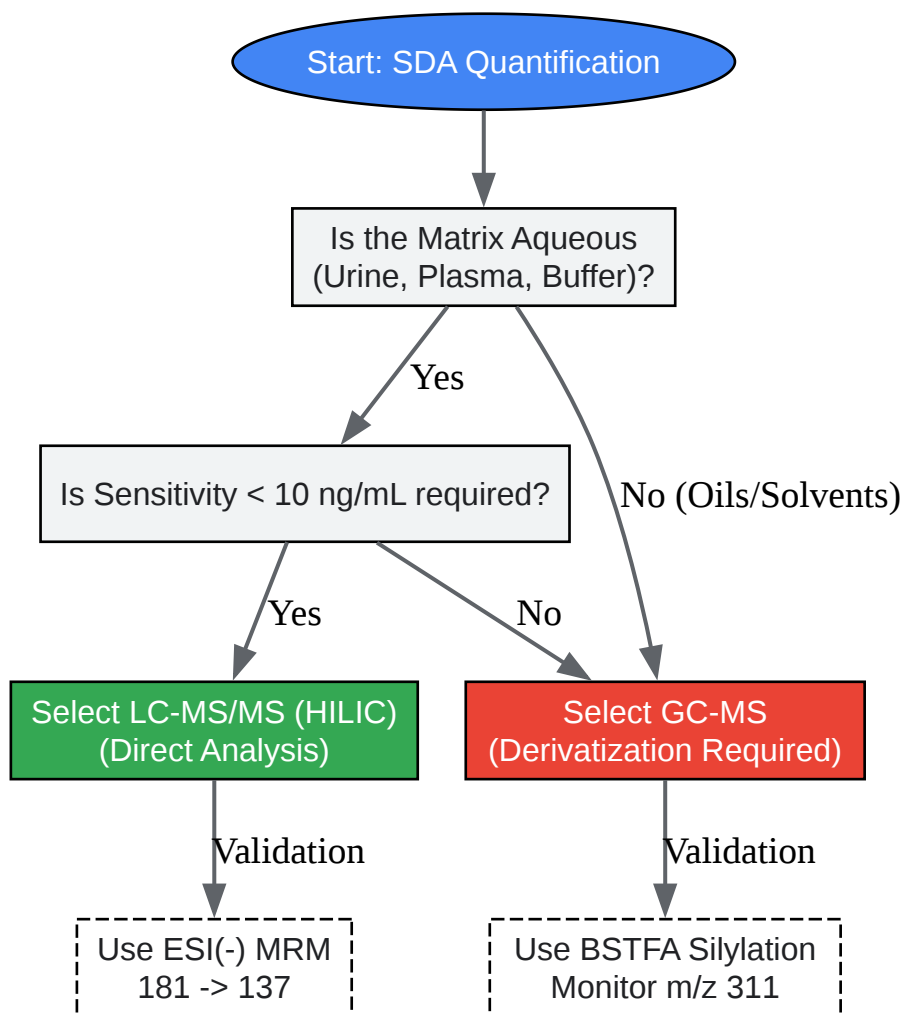 Start: SDA Quantification
Is the Matrix Aqueous
(Urine, Plasma, Buffer)?
Yes
No (Oils/Solvents)
Is Sensitivity < 10 ng/mL required?
Yes
No
Select LC-MS/MS (HILIC)
(Direct Analysis)
Select GC-MS
(Derivatization Required)
Validation
Validation
Use ESI(-) MRM
181 -> 137
Use BSTFA Silylation
Monitor m/z 311